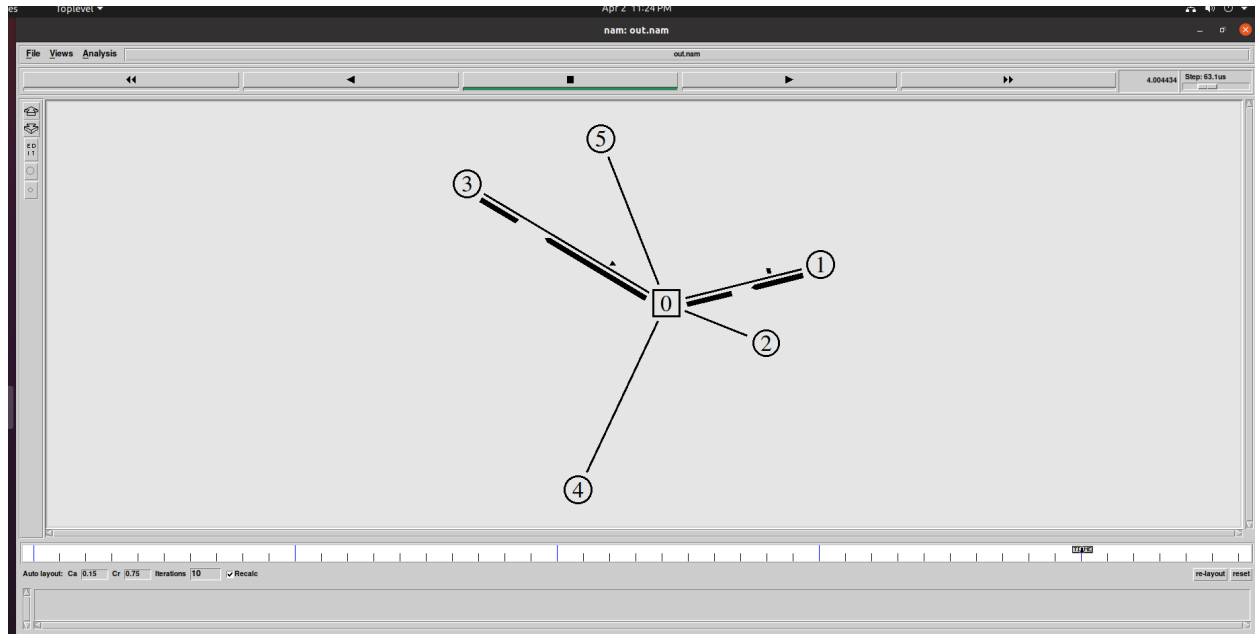 es Toplevel Apr 2 11:24 PM
nam: out.nam
File Views Analysis out.nam
4.004434 Step: 63.1us
E D
I T
5
3
1
0
2
4
Auto layout: Ca 0.15 Cr 0.75 Iterations 10 Recalc re-layout reset